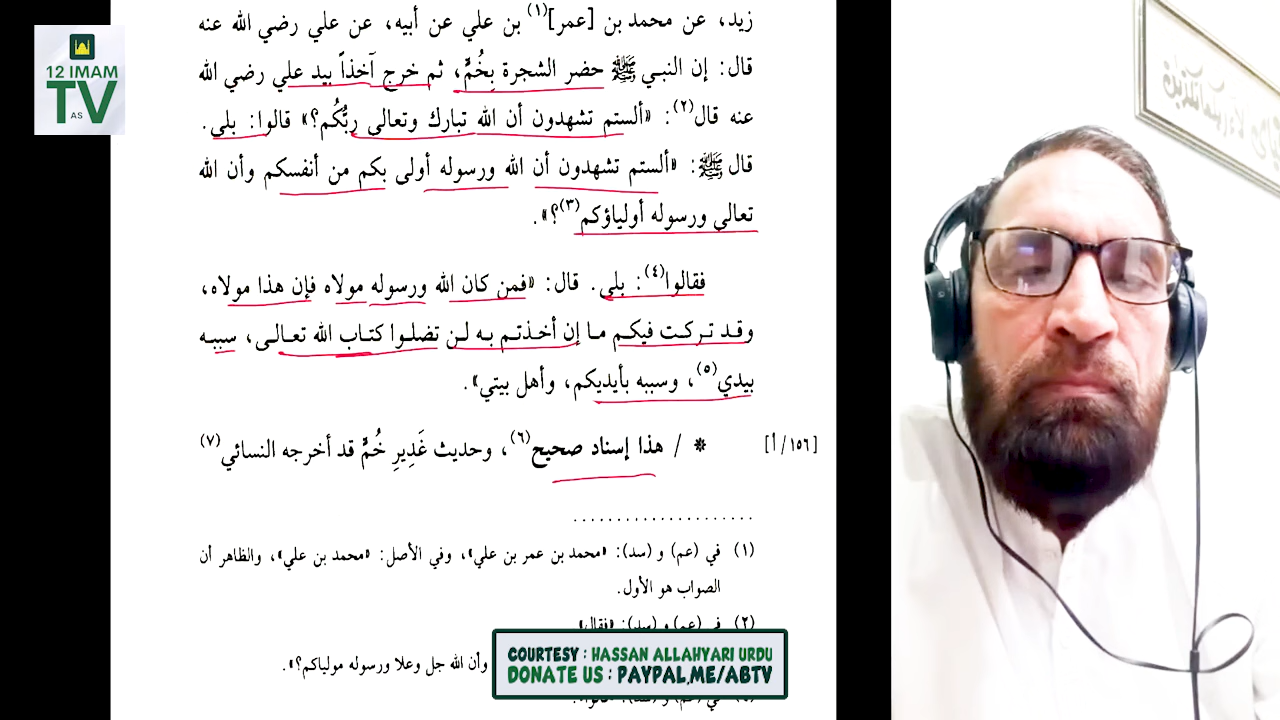 12 IMAM
TV
AS
زيد، عن محمد بن [عمر](١) بن علي عن أبيه، عن علي رضي الله عنه
قال: إن النبي ﷺ حضر الشجرة بِخُمٍّ، ثم خرج آخذاً بيد علي رضي الله
عنه قال(٢): «ألستم تشهدون أن الله تبارك وتعالى ربُّكُم؟» قالوا: بلى.
قال ﷺ: «ألستم تشهدون أن الله ورسوله أولى بكم من أنفسكم وأن الله
تعالى ورسوله أولياؤكم(٣)؟».
فقالوا(٤): بلى. قال: «فمن كان الله ورسوله مولاه فإن هذا مولاه،
وقد تركت فيكم ما إن أخذتم به لن تضلوا كتاب الله تعالى، سببه
بيدي(٥)، وسببه بأيديكم، وأهل بيتي».
* / هذا إسناد صحيح(٦)، وحديث غَدِيرِ خُمٍّ قد أخرجه النسائي(٧)
[١٥٦/أ]
(١) في (عم) و (سد): «محمد بن عمر بن علي»، وفي الأصل: «محمد بن علي»، والظاهر أن
الصواب هو الأول.
(٢) في (عم) و (سد): «فقال»
وأن الله جل وعلا ورسوله مولياكم؟».
COURTESY : HASSAN ALLAHYARI URDU
DONATE US : PAYPAL.ME/ABTV